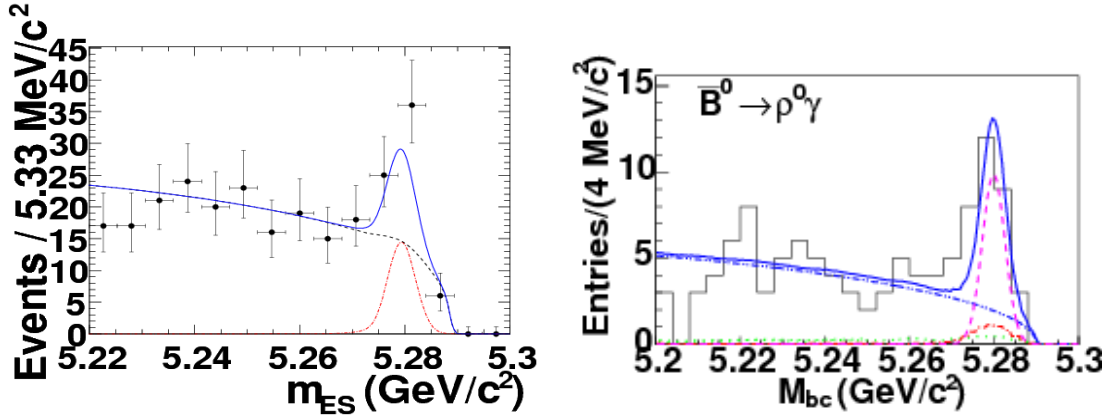 Events / 5.33 MeV/c²
45
40
35
30
25
20
15
10
5
0
5.22 5.24 5.26 5.28 5.3
m_ES (GeV/c²)
Entries/(4 MeV/c²)
15
10
5
0
B̅⁰ → ρ⁰γ
5.2 5.22 5.24 5.26 5.28 5.3
M_bc (GeV/c²)